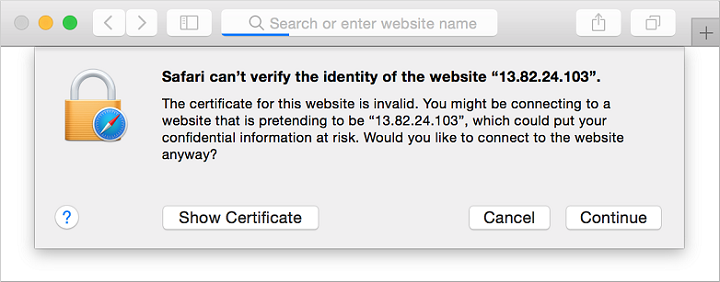 Search or enter website name
Safari can't verify the identity of the website “13.82.24.103”.
The certificate for this website is invalid. You might be connecting to a
website that is pretending to be “13.82.24.103”, which could put your
confidential information at risk. Would you like to connect to the website
anyway?
? Show Certificate Cancel Continue